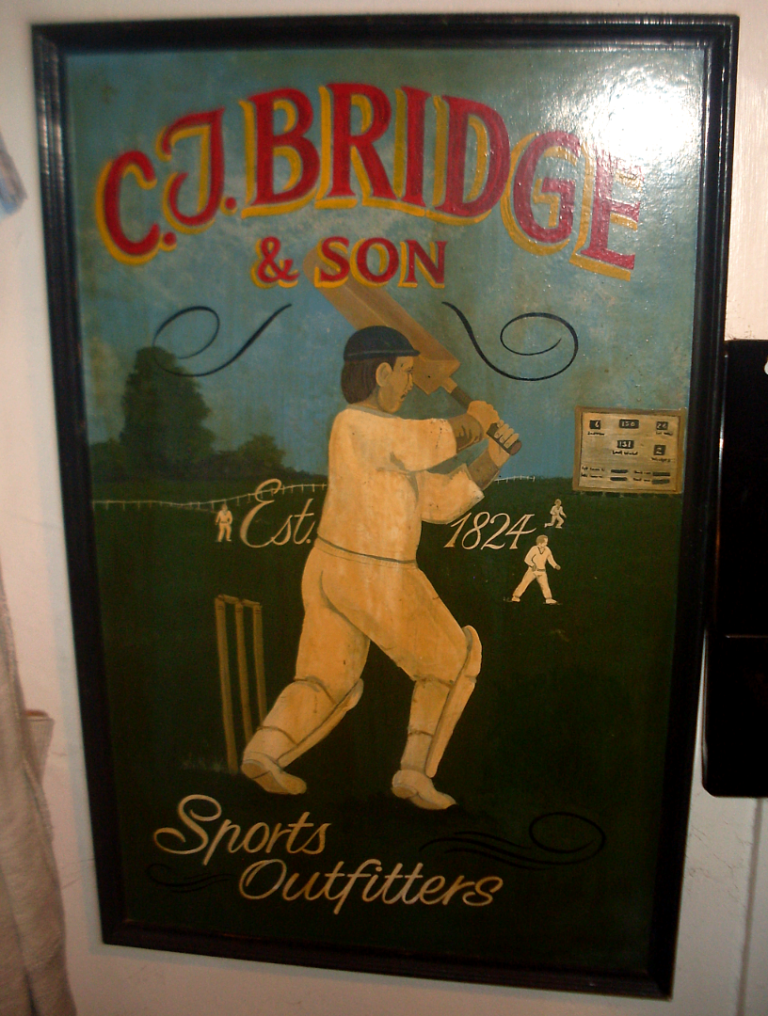 C.J. BRIDGE
& SON
Est. 1824
Sports
Outfitters